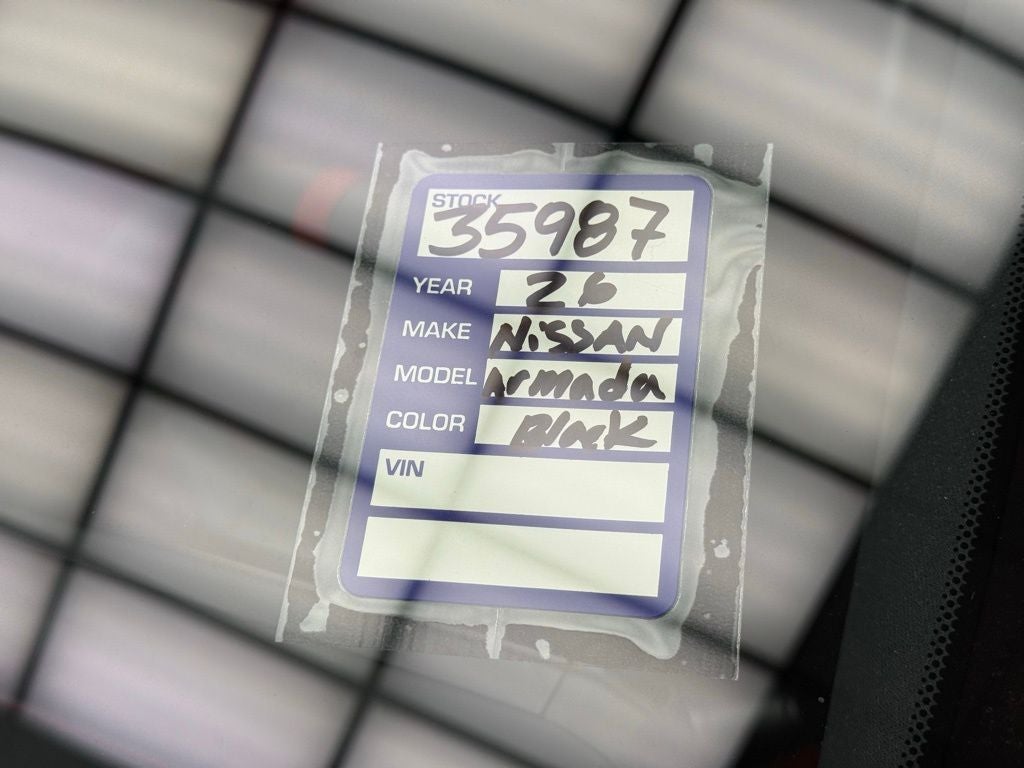 STOCK 35987
YEAR 26
MAKE NiSSAN
MODEL Armada
COLOR Black
VIN